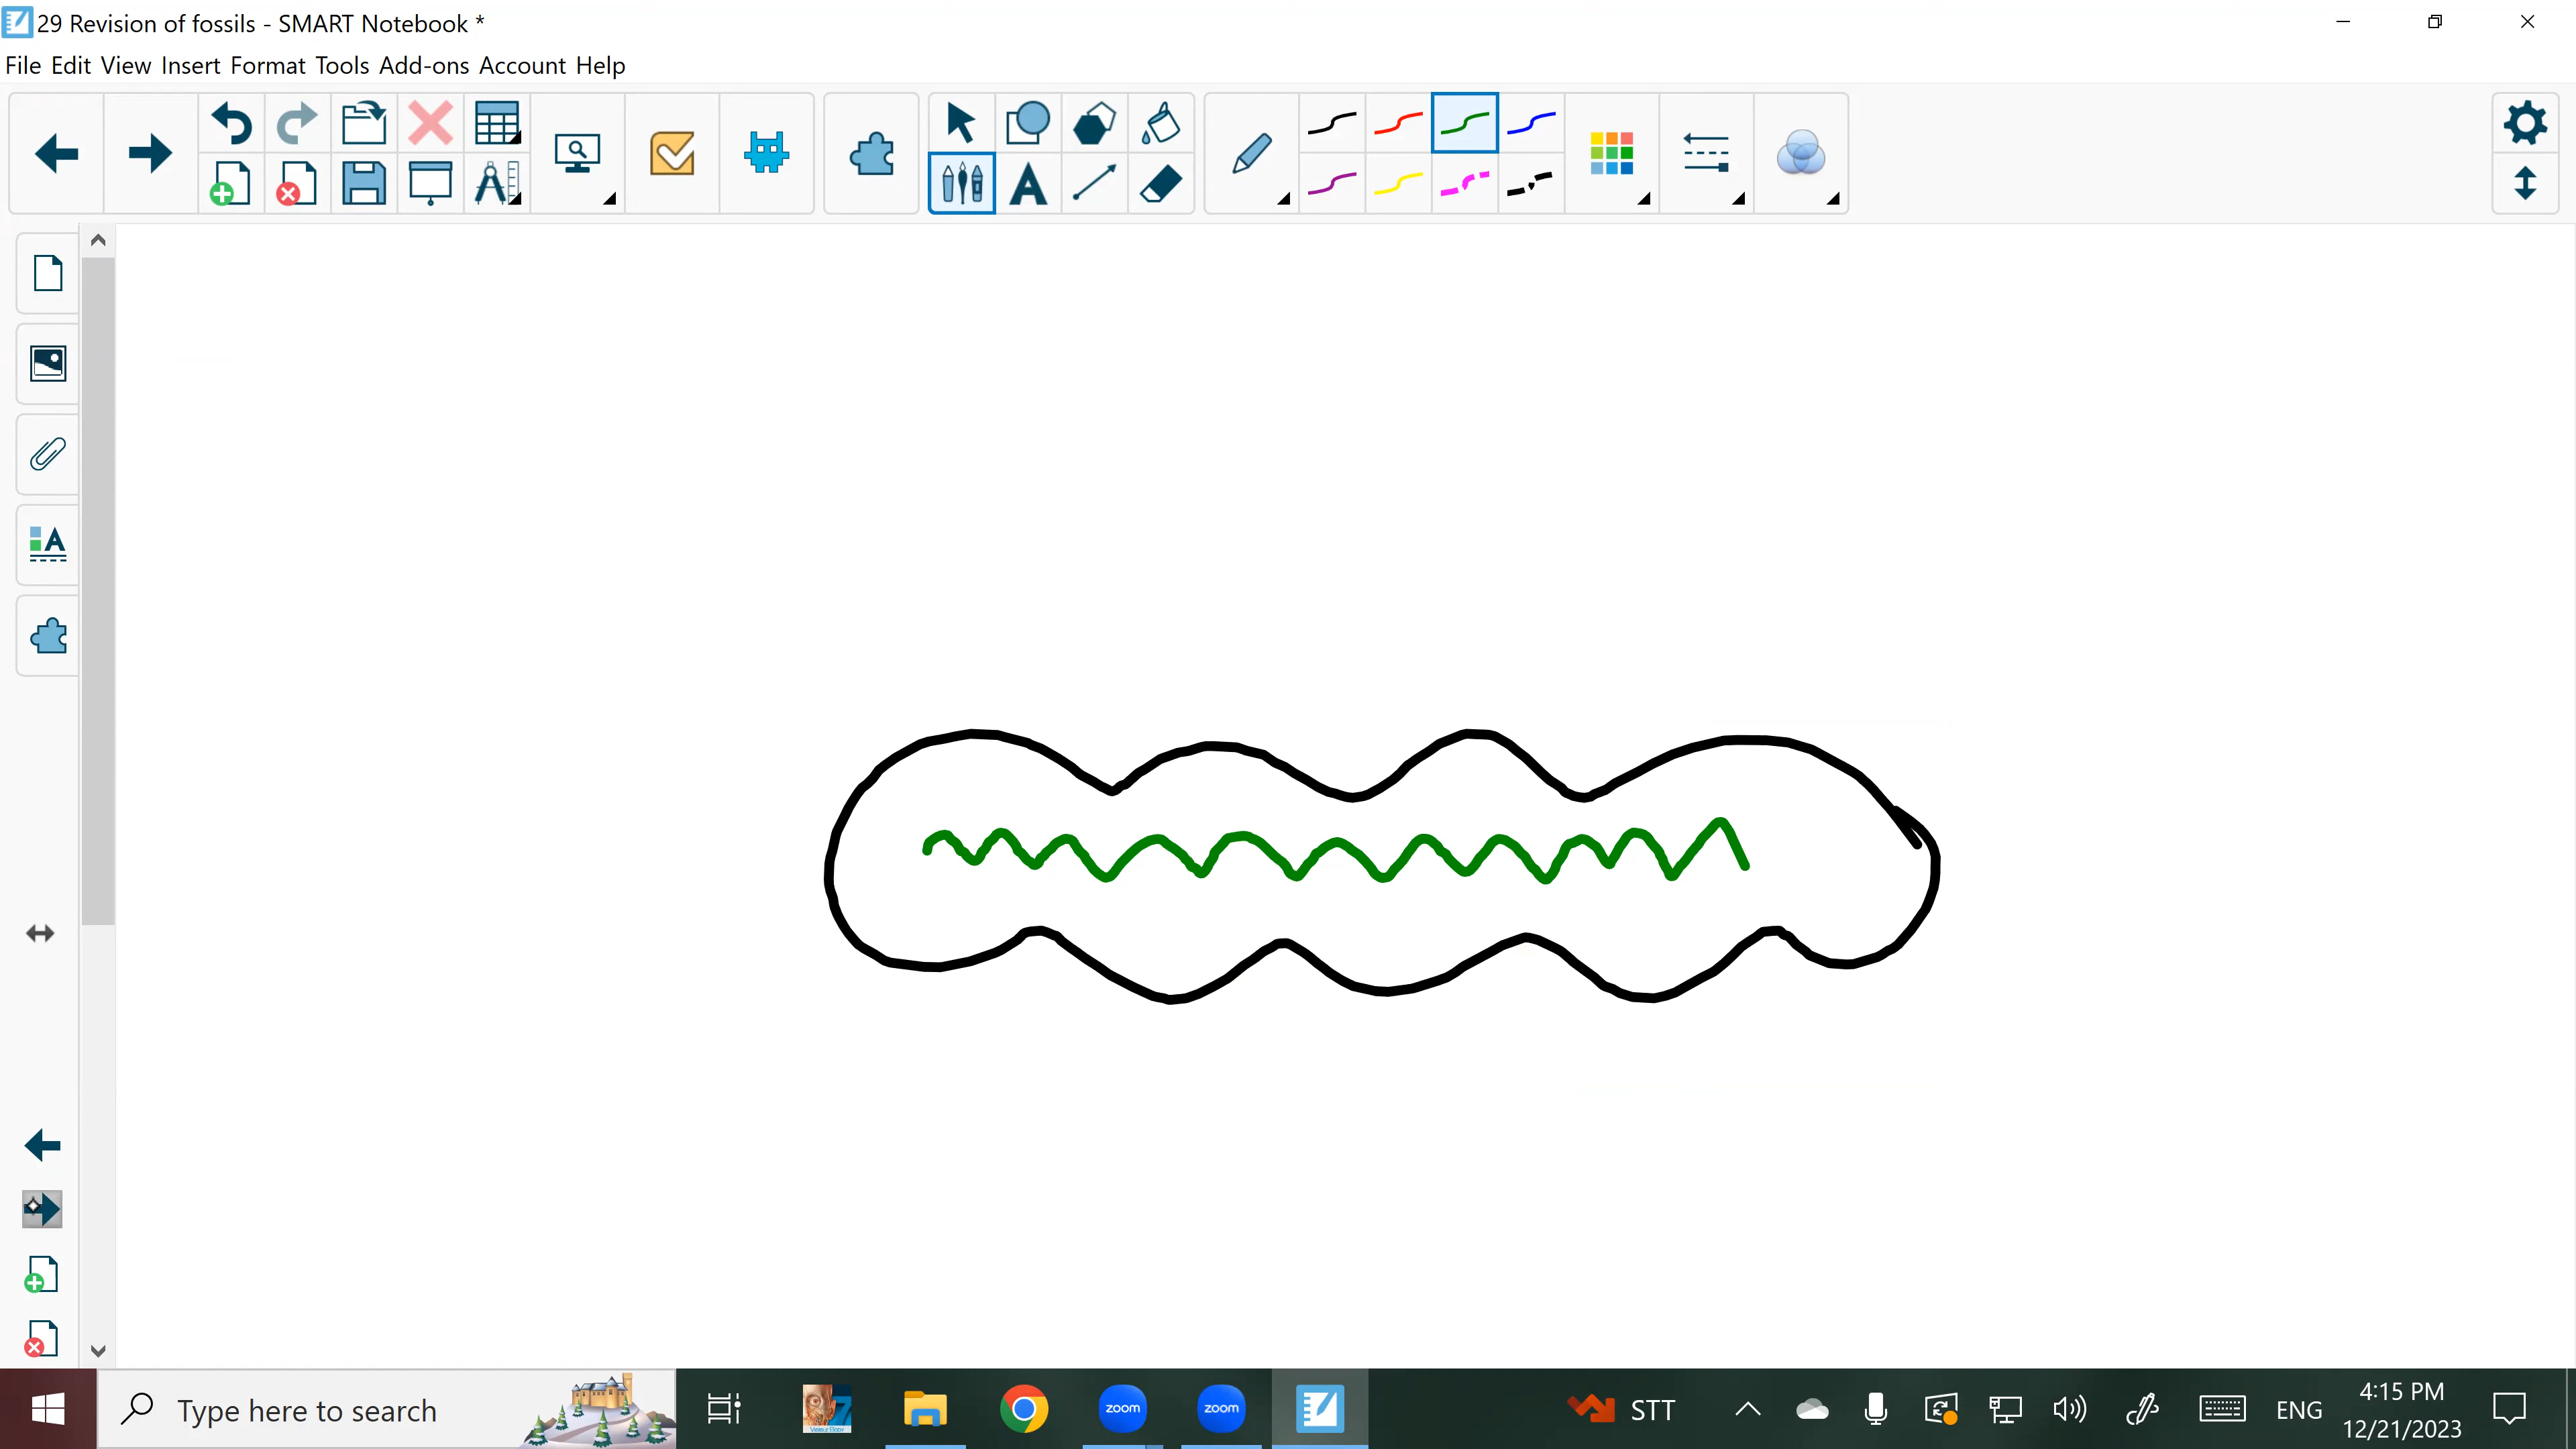 29 Revision of fossils - SMART Notebook *
File Edit View Insert Format Tools Add-ons Account Help
Type here to search
zoom
zoom
STT
ENG
4:15 PM
12/21/2023